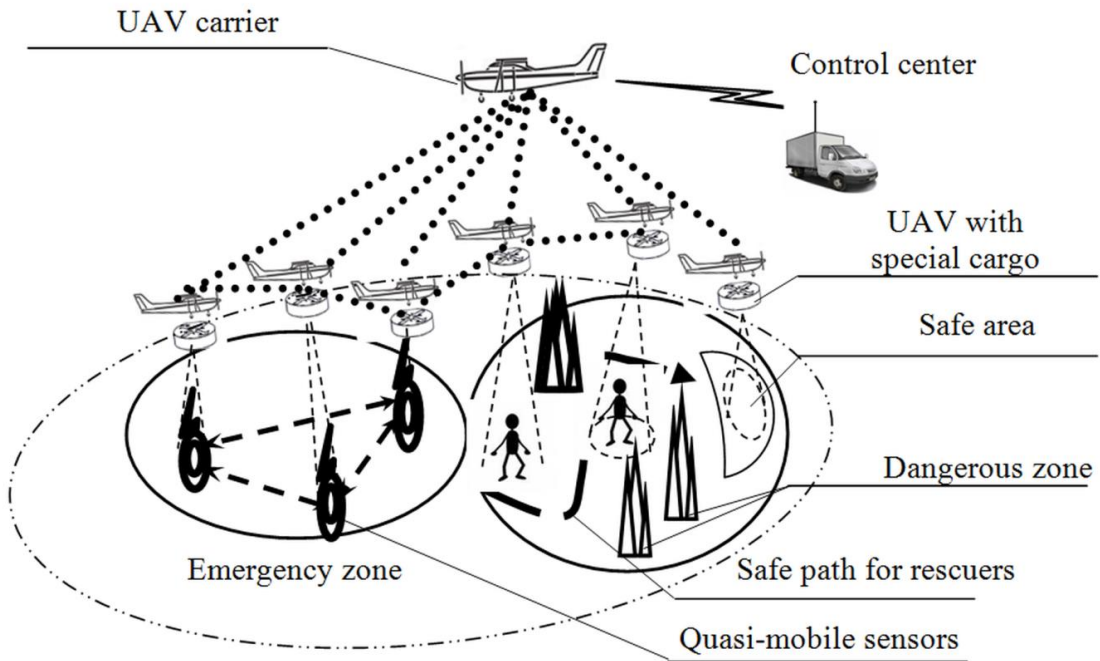 UAV carrier
Control center
UAV with
special cargo
Safe area
Dangerous zone
Emergency zone
Safe path for rescuers
Quasi-mobile sensors